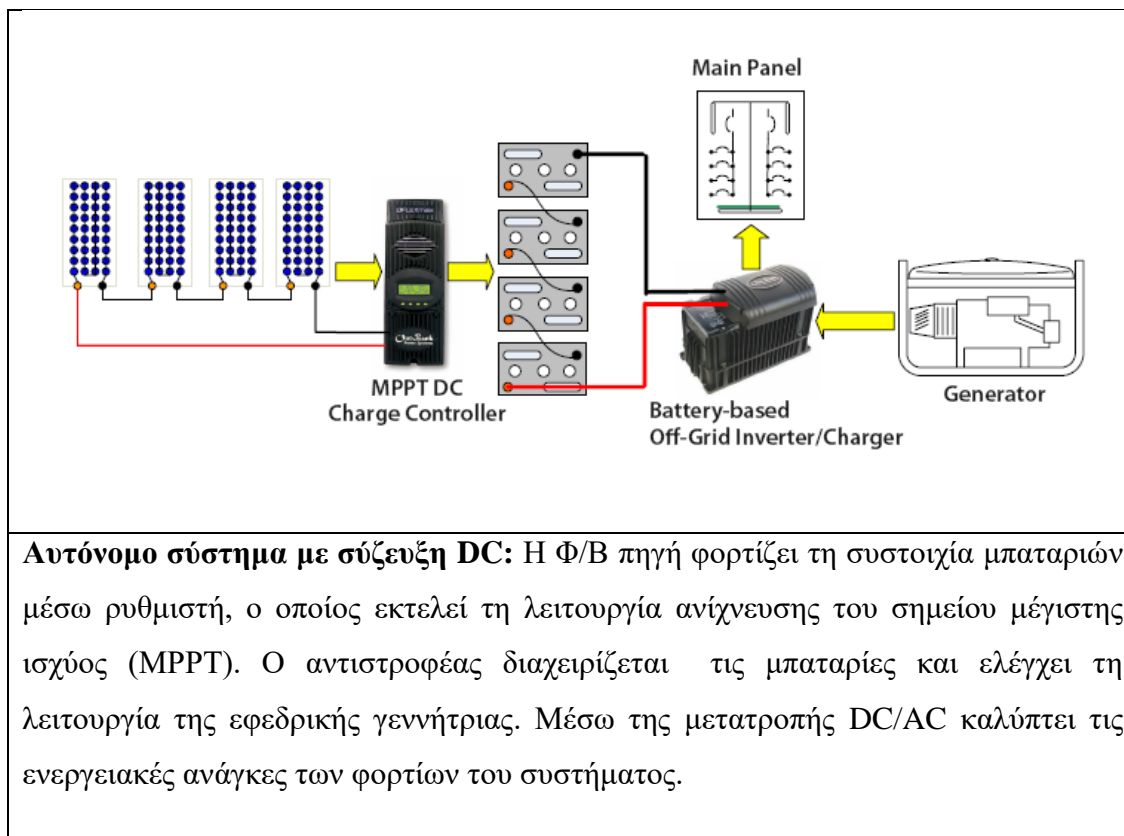 Main Panel
MPPT DC
Charge Controller
Battery-based
Off-Grid Inverter/Charger
Generator
Αυτόνομο σύστημα με σύζευξη DC: Η Φ/Β πηγή φορτίζει τη συστοιχία μπαταριών
μέσω ρυθμιστή, ο οποίος εκτελεί τη λειτουργία ανίχνευσης του σημείου μέγιστης
ισχύος (MPPT). Ο αντιστροφέας διαχειρίζεται τις μπαταρίες και ελέγχει τη
λειτουργία της εφεδρικής γεννήτριας. Μέσω της μετατροπής DC/AC καλύπτει τις
ενεργειακές ανάγκες των φορτίων του συστήματος.